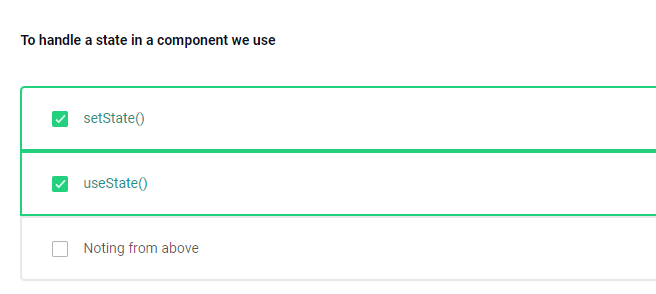 To handle a state in a component we use
setState()
useState()
Noting from above